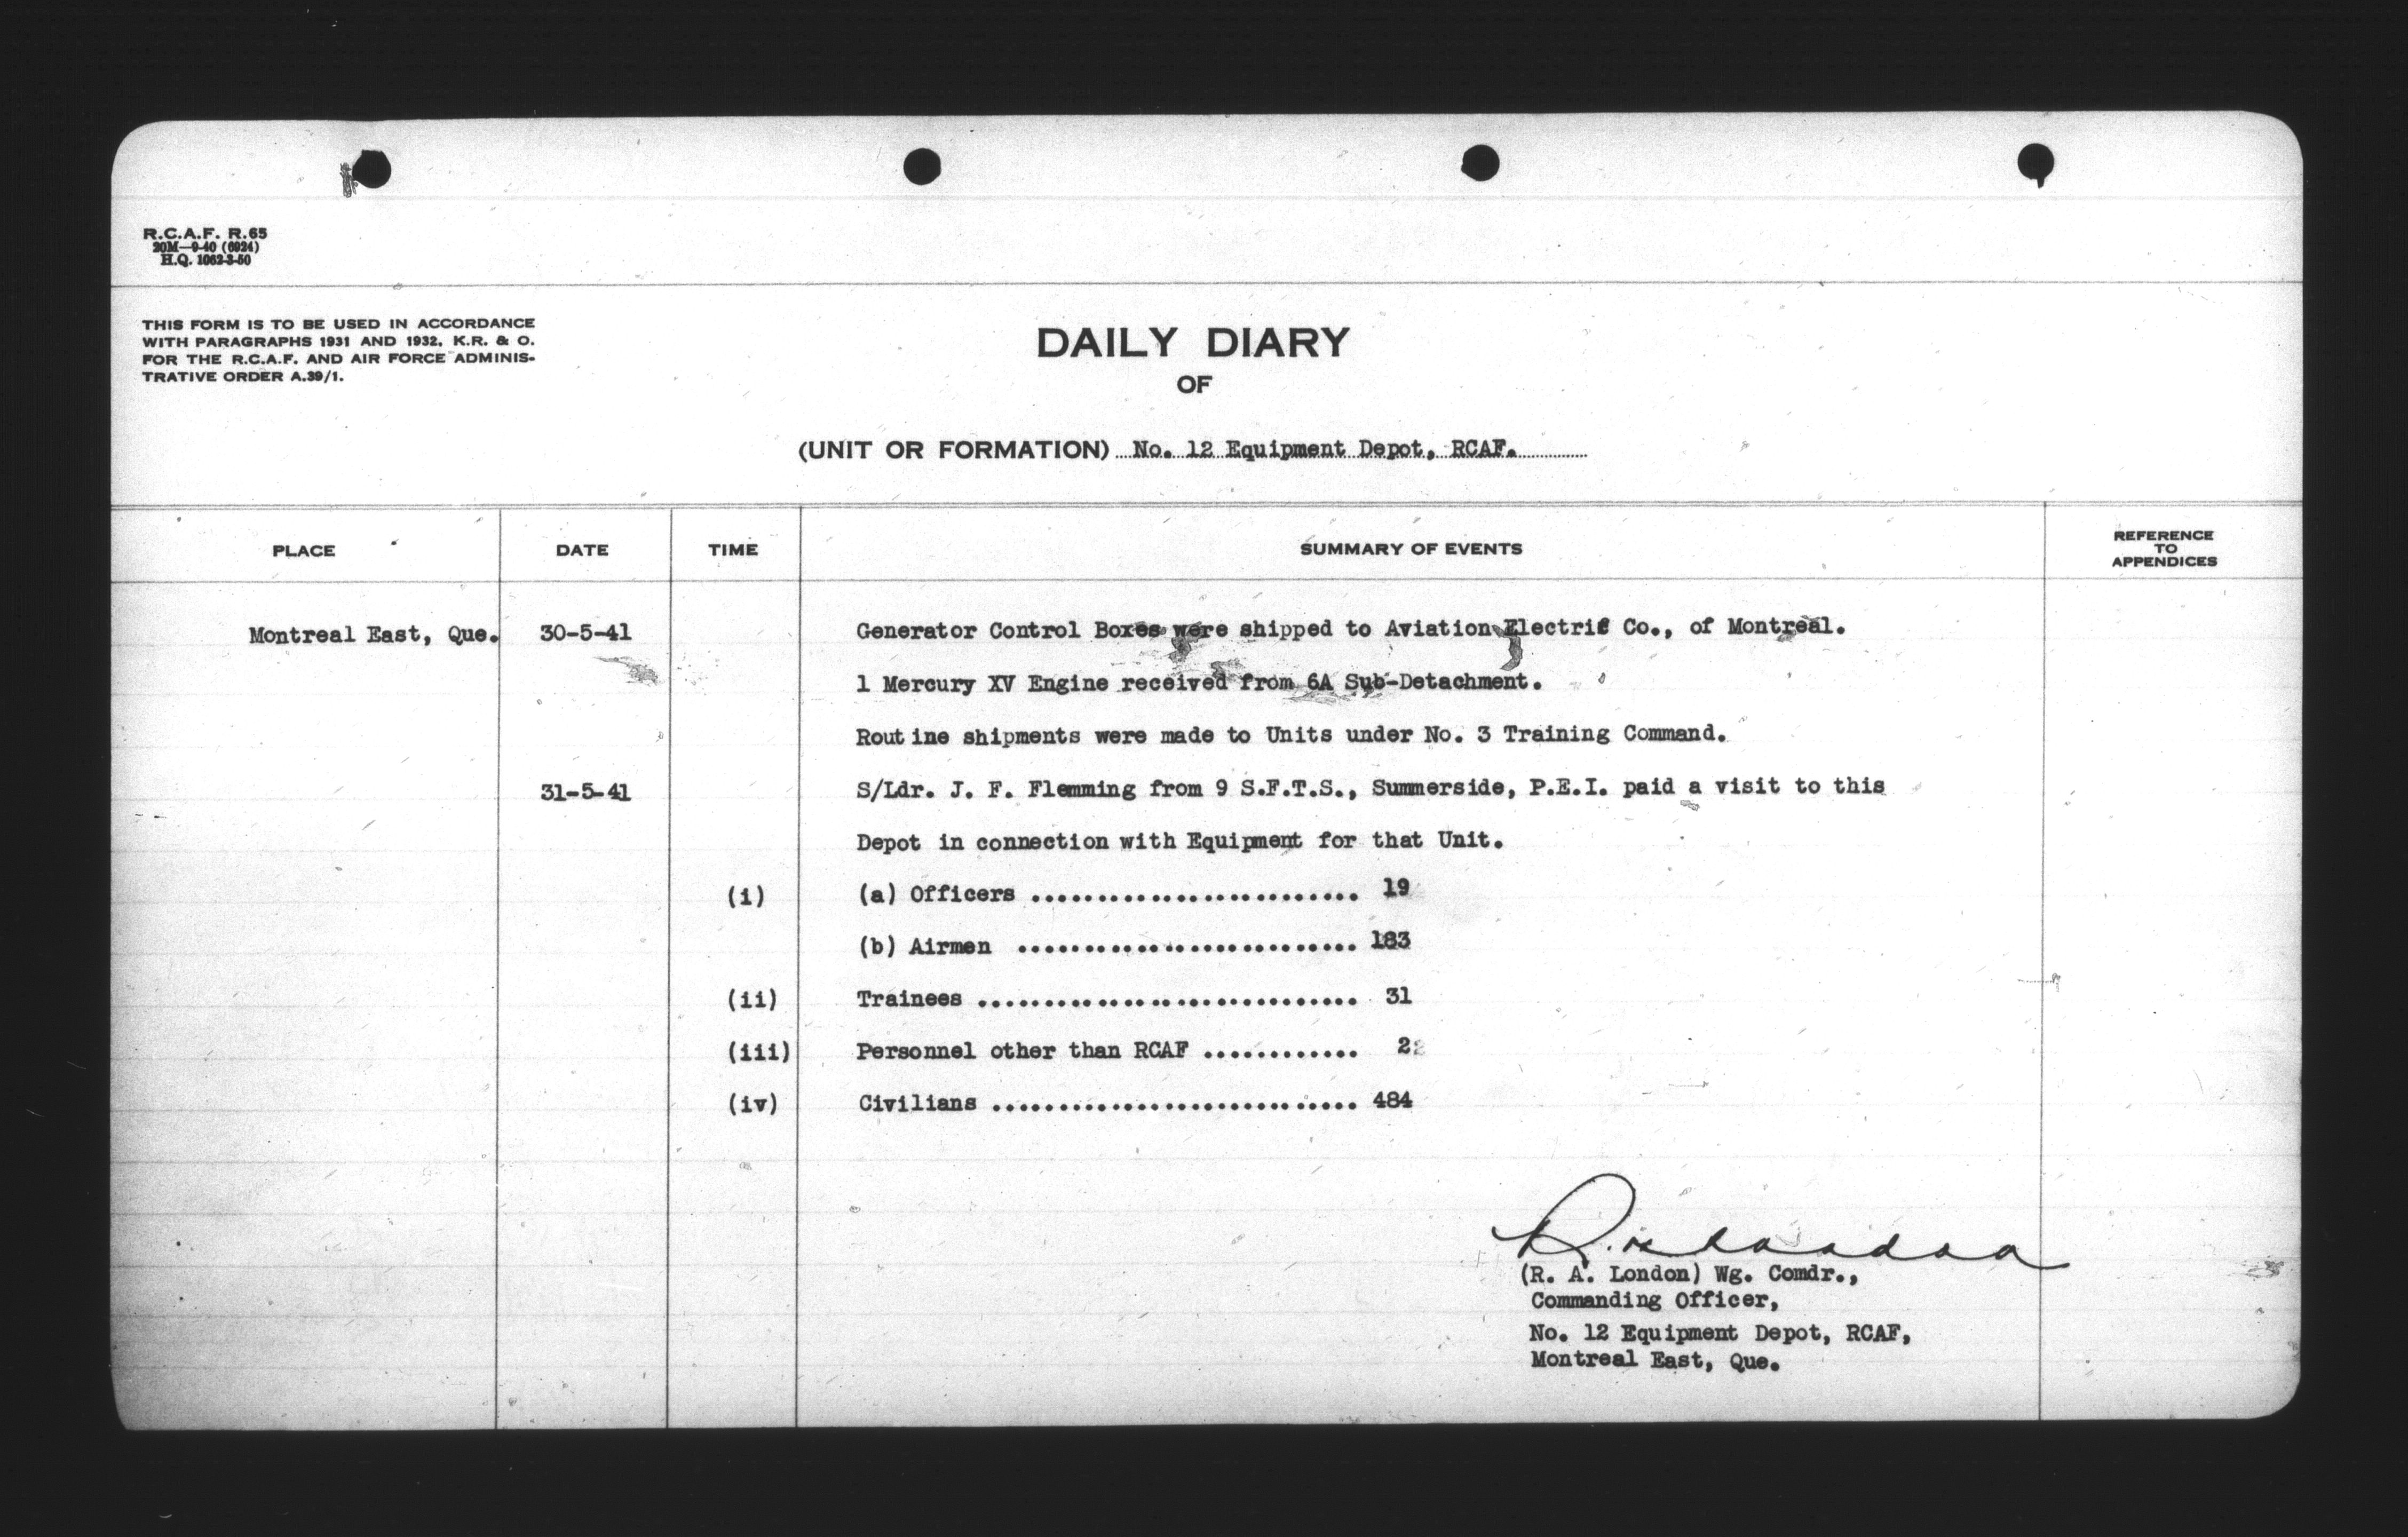 R.C.A.F. R.65
20M—9-40 (6924)
H.Q. 1062-3-50
THIS FORM IS TO BE USED IN ACCORDANCE
WITH PARAGRAPHS 1931 AND 1932, K.R. & O.
FOR THE R.C.A.F. AND AIR FORCE ADMINIS-
TRATIVE ORDER A.39/1.
DAILY DIARY
OF
(UNIT OR FORMATION) No. 12 Equipment Depot, RCAF.
PLACE DATE TIME SUMMARY OF EVENTS REFERENCE TO APPENDICES
Montreal East, Que. 30-5-41 Generator Control Boxes were shipped to Aviation Electric Co., of Montreal.
1 Mercury XV Engine received from 6A Sub-Detachment.
Routine shipments were made to Units under No. 3 Training Command.
31-5-41 S/Ldr. J. F. Flemming from 9 S.F.T.S., Summerside, P.E.I. paid a visit to this
Depot in connection with Equipment for that Unit.
(i) (a) Officers ......................... 19
(b) Airmen .......................... 183
(ii) Trainees ............................. 31
(iii) Personnel other than RCAF ............ 2
(iv) Civilians ............................ 484
(R. A. London) Wg. Comdr.,
Commanding Officer,
No. 12 Equipment Depot, RCAF,
Montreal East, Que.